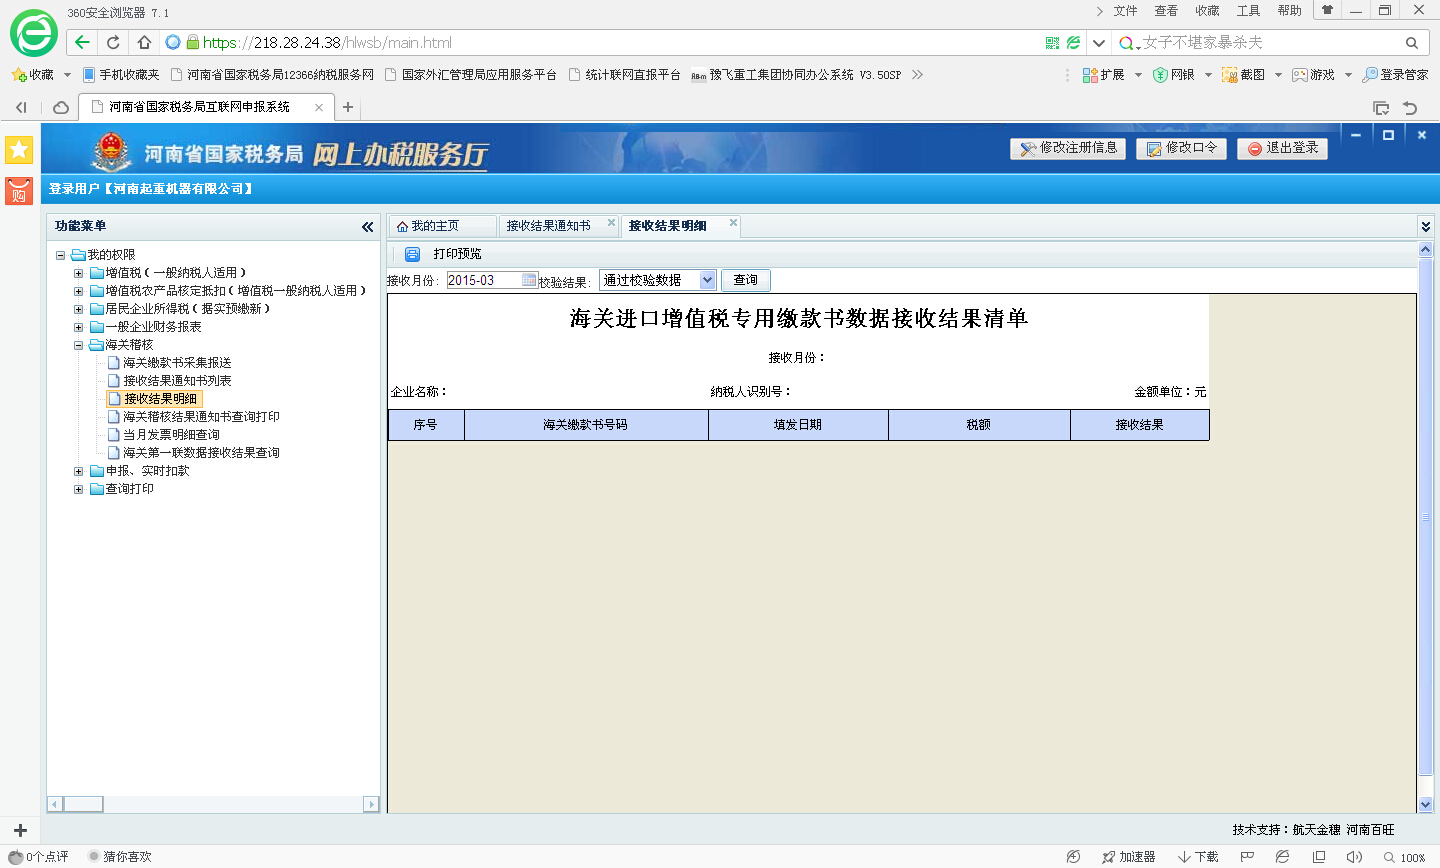 360安全浏览器 7.1
文件 查看 收藏 工具 帮助
https://218.28.24.38/hlwsb/main.html
女子不堪家暴杀夫
收藏 手机收藏夹 河南省国家税务局12366纳税服务网 国家外汇管理局应用服务平台 统计联网直报平台 RBm 豫飞重工集团协同办公系统 V3.50SP 扩展 网银 截图 游戏 登录管家
河南省国家税务局互联网申报系统
购
河南省国家税务局 网上办税服务厅
修改注册信息 修改口令 退出登录
登录用户【河南起重机器有限公司】
功能菜单
我的权限
增值税（一般纳税人适用）
增值税农产品核定抵扣（增值税一般纳税人适用）
居民企业所得税（据实预缴新）
一般企业财务报表
海关稽核
海关缴款书采集报送
接收结果通知书列表
接收结果明细
海关稽核结果通知书查询打印
当月发票明细查询
海关第一联数据接收结果查询
申报、实时扣款
查询打印
我的主页 接收结果通知书 接收结果明细
打印预览
接收月份： 2015-03 校验结果： 通过校验数据 查询
海关进口增值税专用缴款书数据接收结果清单
接收月份：
企业名称： 纳税人识别号： 金额单位：元
序号 海关缴款书号码 填发日期 税额 接收结果
技术支持：航天金穗 河南百旺
0个点评 猜你喜欢 加速器 下载 100%